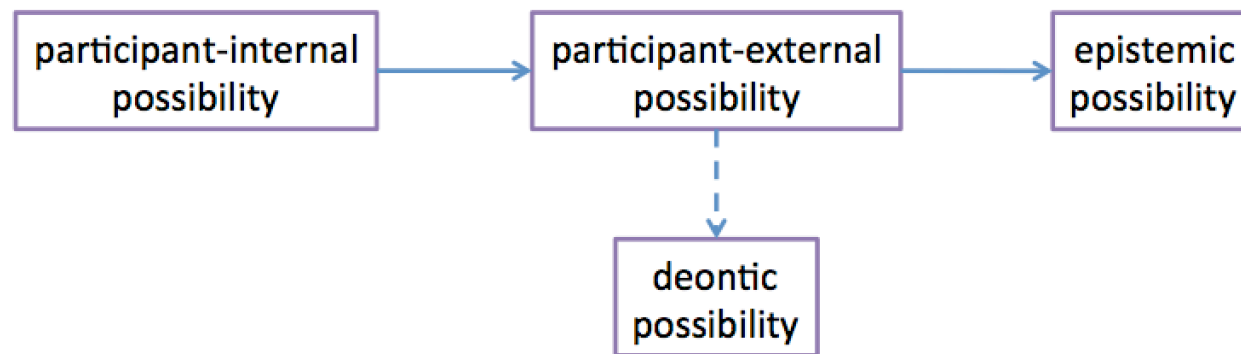 participant-internal
possibility
participant-external
possibility
epistemic
possibility
deontic
possibility